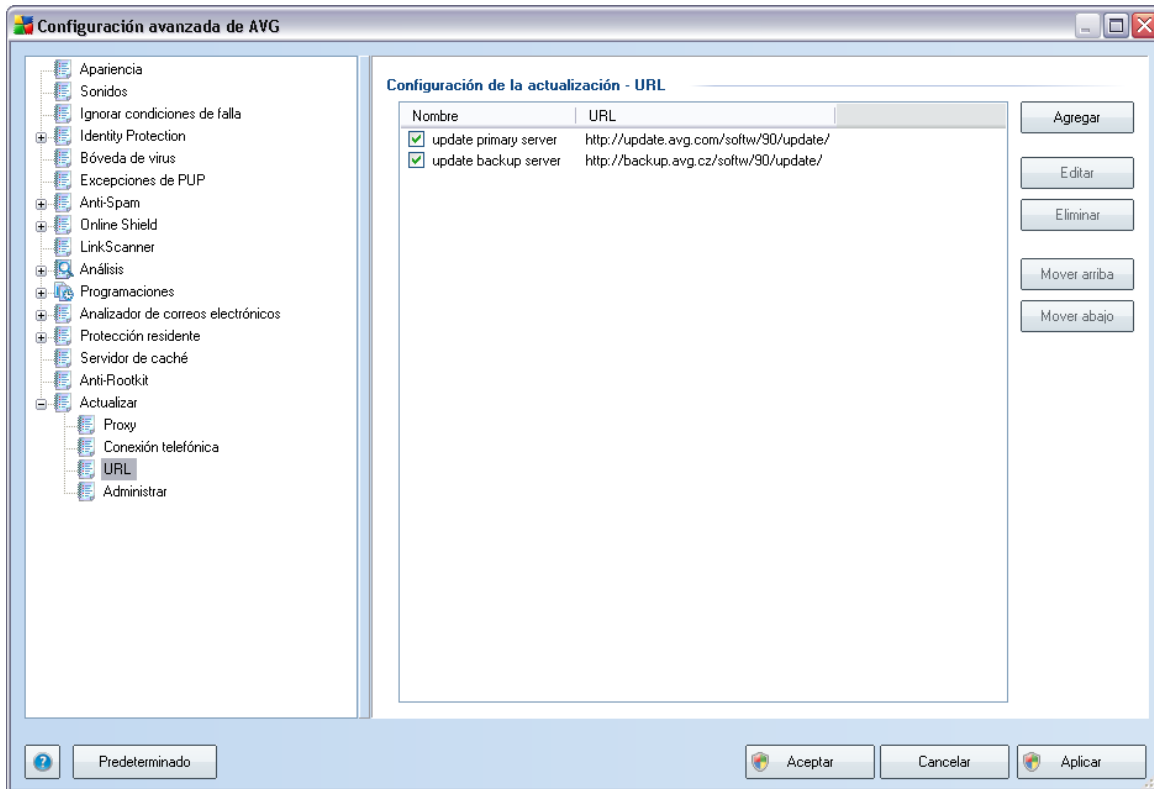 Configuración avanzada de AVG
Apariencia
Sonidos
Ignorar condiciones de falla
Identity Protection
Bóveda de virus
Excepciones de PUP
Anti-Spam
Online Shield
LinkScanner
Análisis
Programaciones
Analizador de correos electrónicos
Protección residente
Servidor de caché
Anti-Rootkit
Actualizar
Proxy
Conexión telefónica
URL
Administrar
Configuración de la actualización - URL
Nombre URL
update primary server http://update.avg.com/softw/90/update/
update backup server http://backup.avg.cz/softw/90/update/
Agregar
Editar
Eliminar
Mover arriba
Mover abajo
Predeterminado
Aceptar
Cancelar
Aplicar